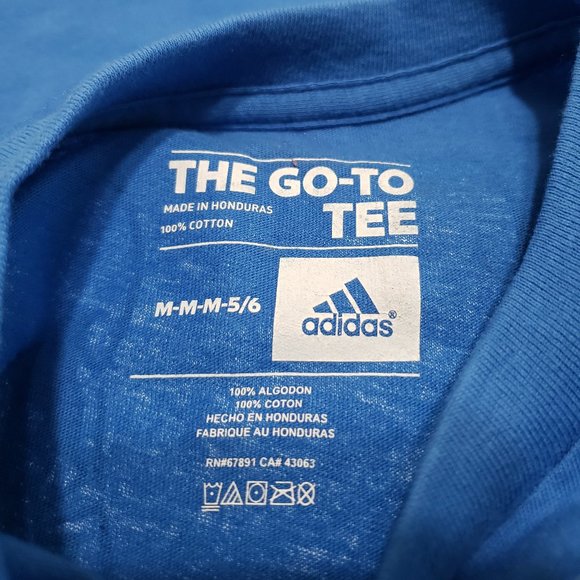 THE GO-TO
TEE
MADE IN HONDURAS
100% COTTON
M-M-M-5/6
adidas®
100% ALGODON
100% COTON
HECHO EN HONDURAS
FABRIQUE AU HONDURAS
RN#67891 CA# 43063